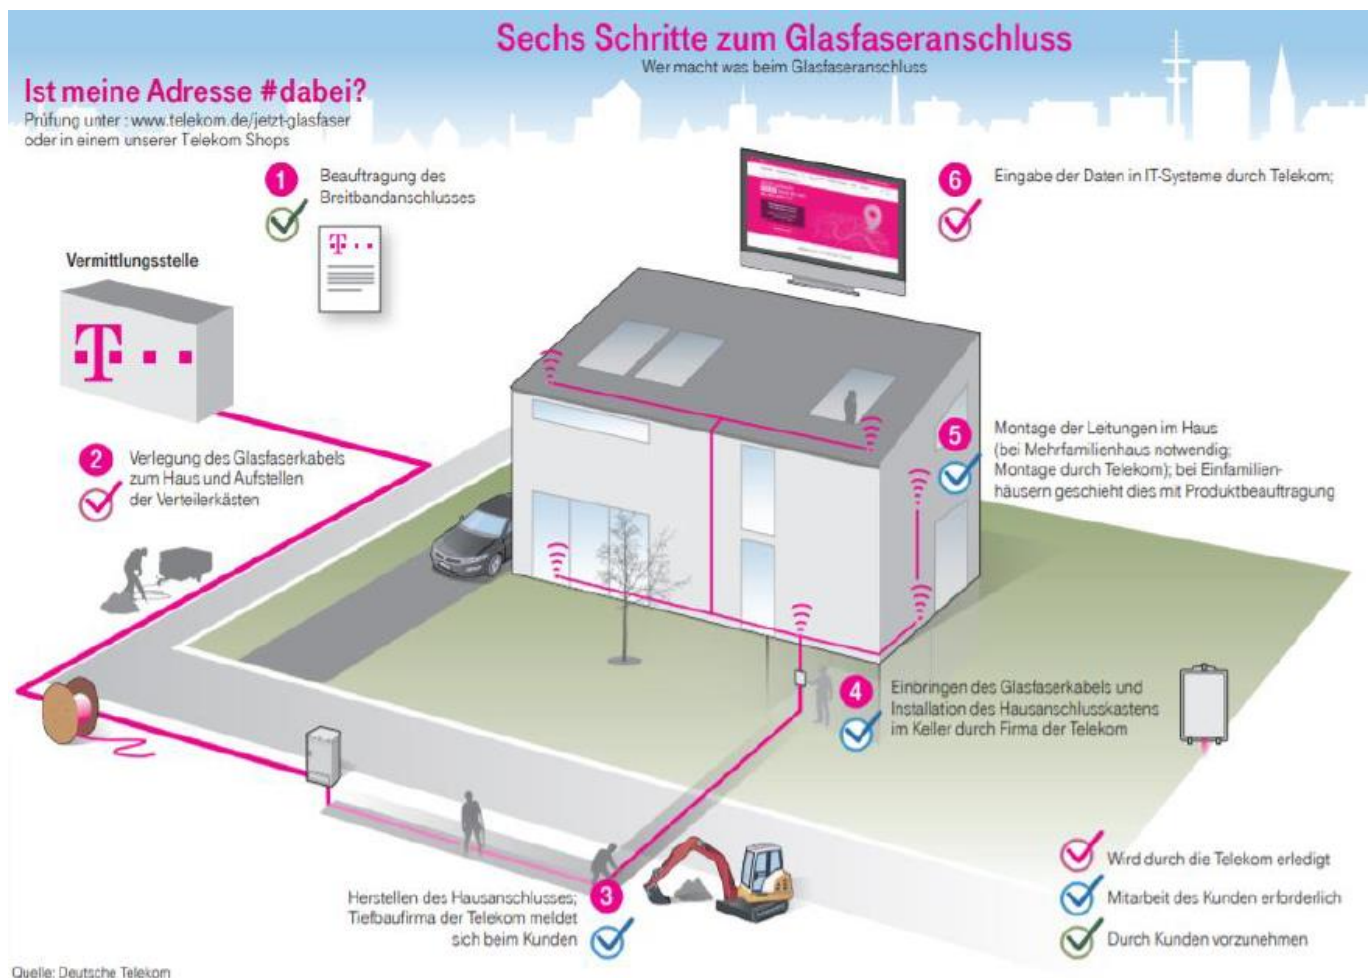 Sechs Schritte zum Glasfaseranschluss
Wer macht was beim Glasfaseranschluss
Ist meine Adresse #dabei?
Prüfung unter : www.telekom.de/jetzt-glasfaser
oder in einem unserer Telekom Shops
1
Beauftragung des
Breitbandanschlusses
T
6
Eingabe der Daten in IT-Systeme durch Telekom;
Vermittlungsstelle
T
2
Verlegung des Glasfaserkabels
zum Haus und Aufstellen
der Verteilerkästen
5
Montage der Leitungen im Haus
(bei Mehrfamilienhaus notwendig;
Montage durch Telekom); bei Einfamilien-
häusern geschieht dies mit Produktbeauftragung
4
Einbringen des Glasfaserkabels und
Installation des Hausanschlusskastens
im Keller durch Firma der Telekom
3
Herstellen des Hausanschlusses;
Tiefbaufirma der Telekom meldet
sich beim Kunden
Wird durch die Telekom erledigt
Mitarbeit des Kunden erforderlich
Durch Kunden vorzunehmen
Quelle: Deutsche Telekom